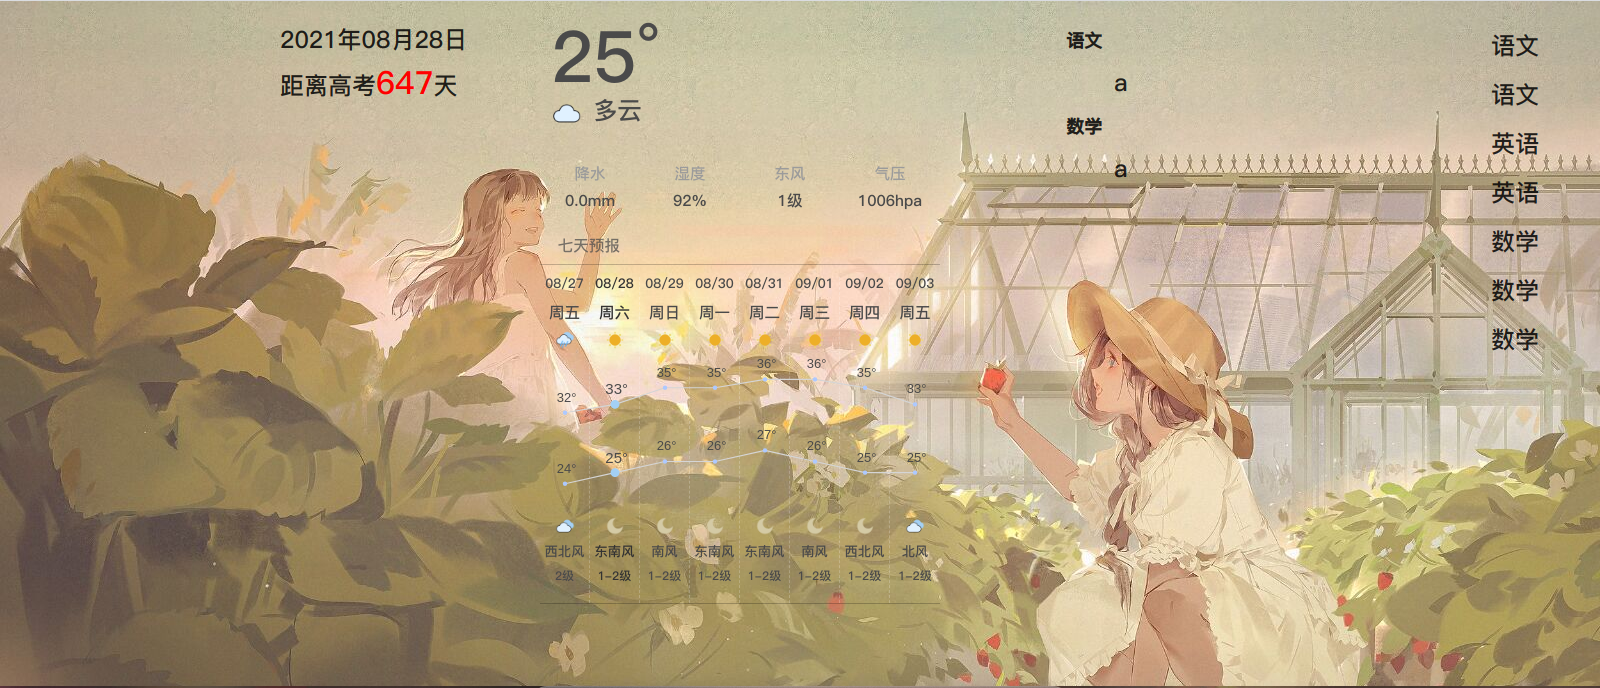 2021年08月28日
距离高考647天
25°
多云
降水 湿度 东风 气压
0.0mm 92% 1级 1006hpa
七天预报
08/27 08/28 08/29 08/30 08/31 09/01 09/02 09/03
周五 周六 周日 周一 周二 周三 周四 周五
32° 33° 35° 35° 36° 36° 35° 33°
24° 25° 26° 26° 27° 26° 25° 25°
西北风 东南风 南风 东南风 东南风 南风 西北风 北风
2级 1-2级 1-2级 1-2级 1-2级 1-2级 1-2级 1-2级
语文
a
数学
a
语文
语文
英语
英语
数学
数学
数学